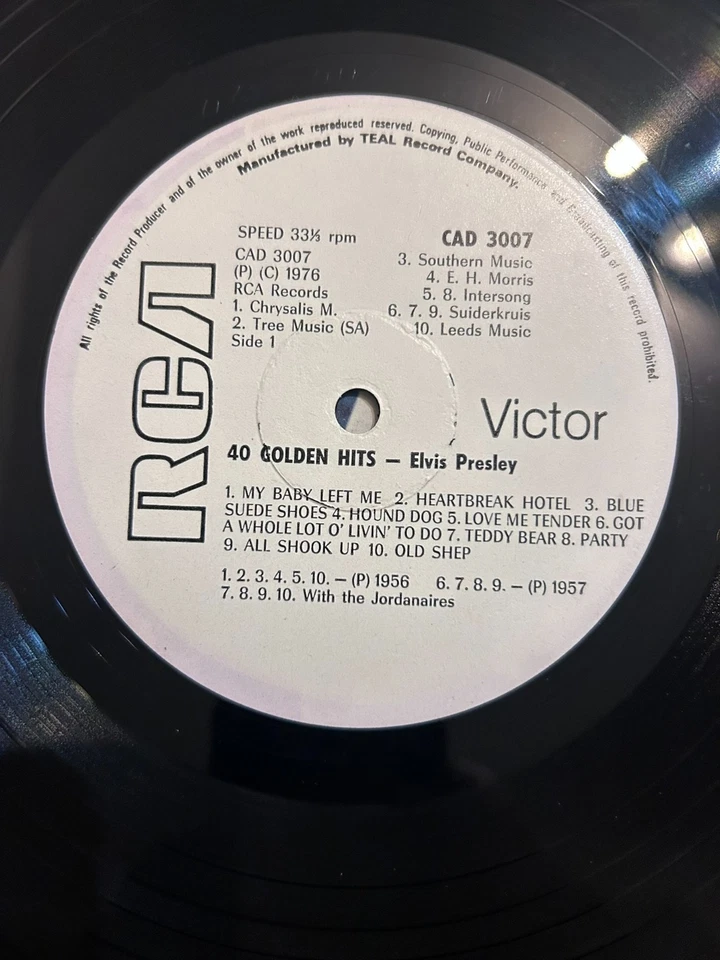 All rights of the Record Producer and of the owner of the work reproduced reserved. Copying, Public Performance and Broadcasting of this record prohibited.
Manufactured by TEAL Record Company.
SPEED 33⅓ rpm
CAD 3007
(P) (C) 1976
RCA Records
1. Chrysalis M.
2. Tree Music (SA)
Side 1
CAD 3007
3. Southern Music
4. E. H. Morris
5. 8. Intersong
6. 7. 9. Suiderkruis
10. Leeds Music
RCA
Victor
40 GOLDEN HITS — Elvis Presley
1. MY BABY LEFT ME 2. HEARTBREAK HOTEL 3. BLUE
SUEDE SHOES 4. HOUND DOG 5. LOVE ME TENDER 6. GOT
A WHOLE LOT O' LIVIN' TO DO 7. TEDDY BEAR 8. PARTY
9. ALL SHOOK UP 10. OLD SHEP
1. 2. 3. 4. 5. 10. — (P) 1956 6. 7. 8. 9. — (P) 1957
7. 8. 9. 10. With the Jordanaires